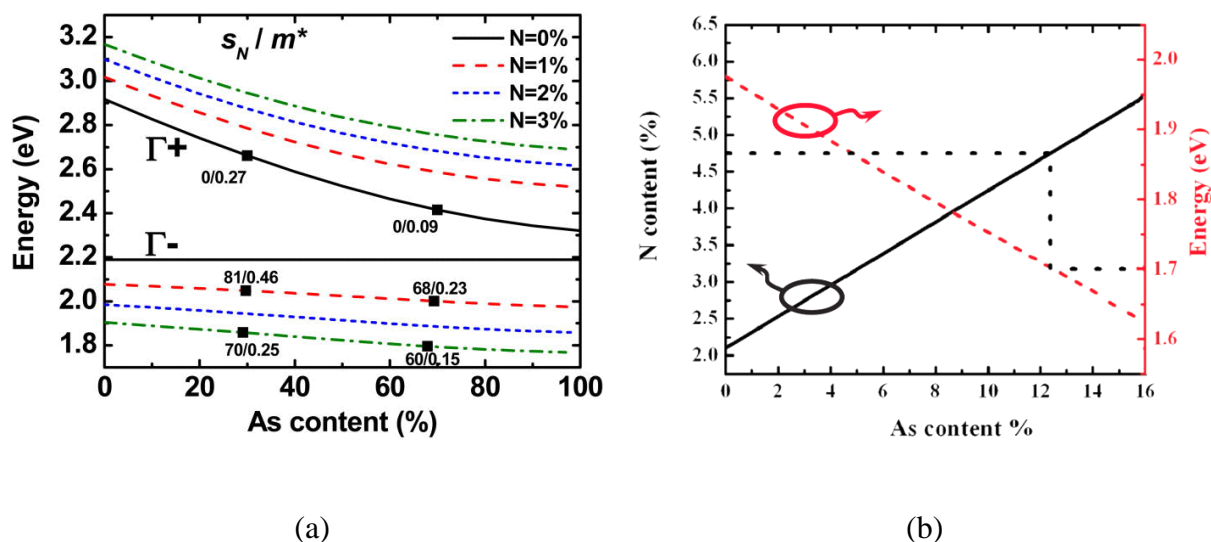 s_N / m*
N=0%
N=1%
N=2%
N=3%
Γ+
Γ-
0/0.27
0/0.09
81/0.46
68/0.23
70/0.25
60/0.15
Energy (eV)
3.2
3.0
2.8
2.6
2.4
2.2
2.0
1.8
0 20 40 60 80 100
As content (%)
(a)
N content (%)
6.5
6.0
5.5
5.0
4.5
4.0
3.5
3.0
2.5
2.0
0 2 4 6 8 10 12 14 16
As content %
2.0
1.9
1.8
1.7
1.6
Energy (eV)
(b)